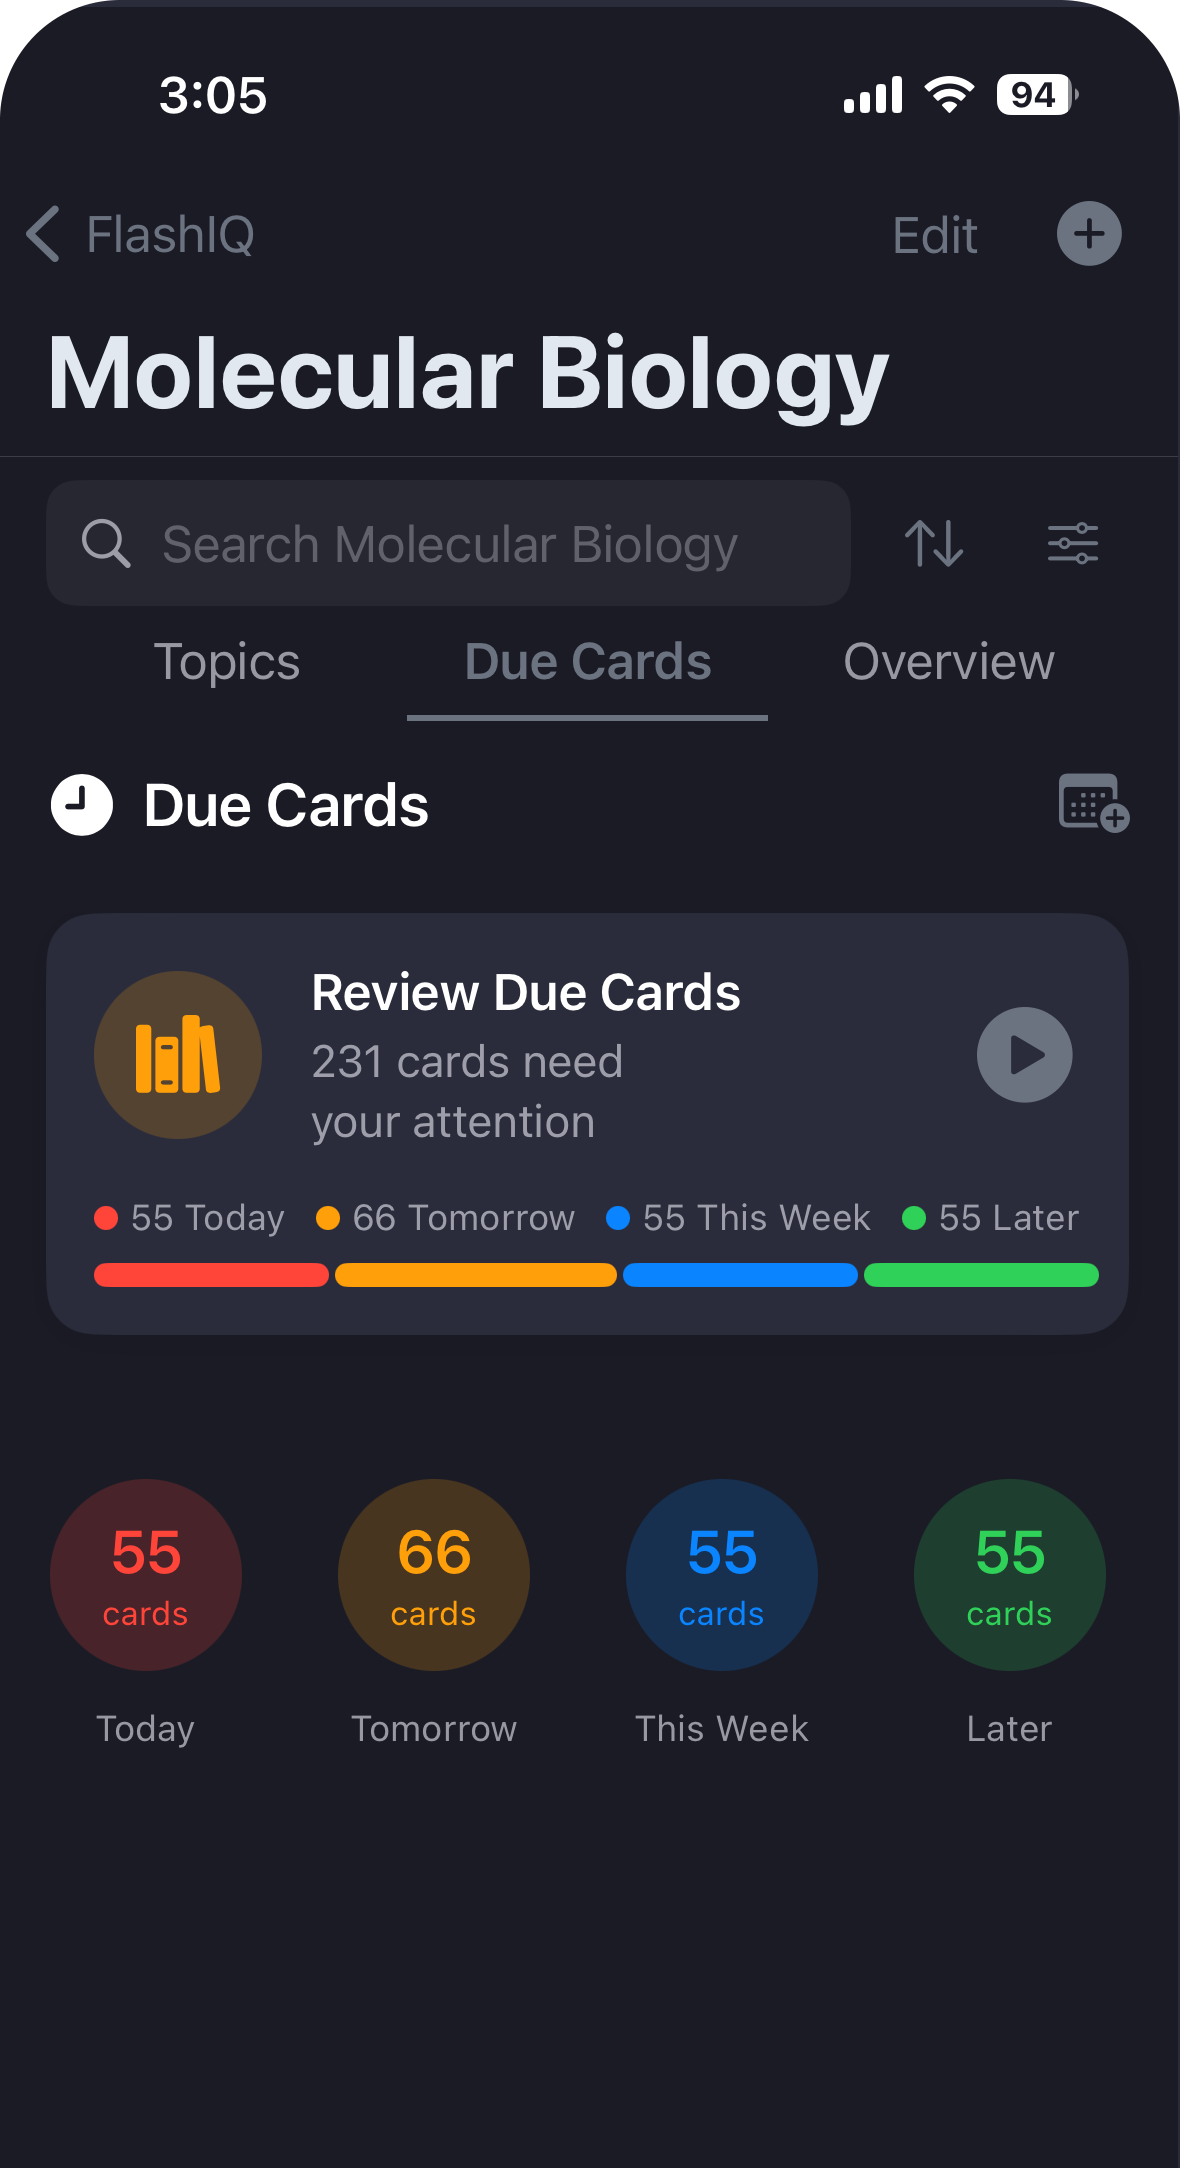 3:05
94
FlashIQ
Edit
Molecular Biology
Search Molecular Biology
Topics
Due Cards
Overview
Due Cards
Review Due Cards
231 cards need
your attention
55 Today
66 Tomorrow
55 This Week
55 Later
55
cards
Today
66
cards
Tomorrow
55
cards
This Week
55
cards
Later